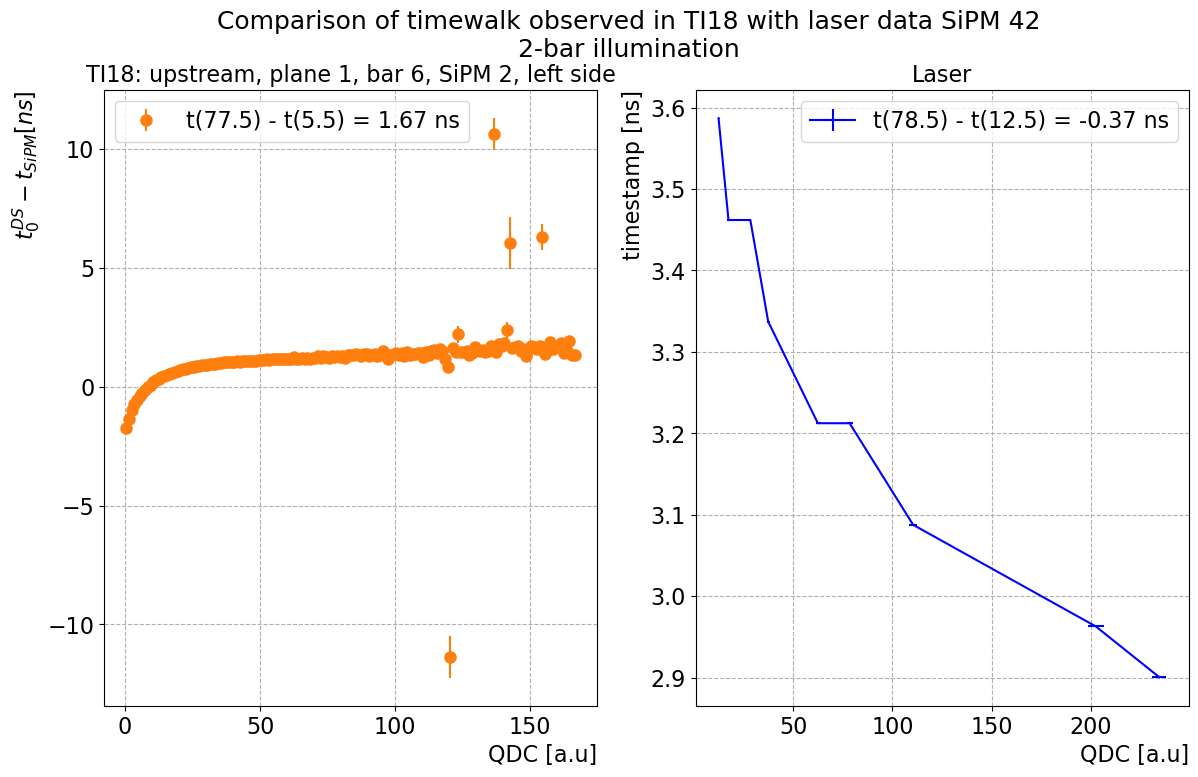 Comparison of timewalk observed in TI18 with laser data SiPM 42
2-bar illumination
TI18: upstream, plane 1, bar 6, SiPM 2, left side
t(77.5) - t(5.5) = 1.67 ns
t_0^{DS} − t_{SiPM}[ns]
10
5
0
−5
−10
0 50 100 150
QDC [a.u]
Laser
t(78.5) - t(12.5) = -0.37 ns
timestamp [ns]
3.6
3.5
3.4
3.3
3.2
3.1
3.0
2.9
50 100 150 200
QDC [a.u]